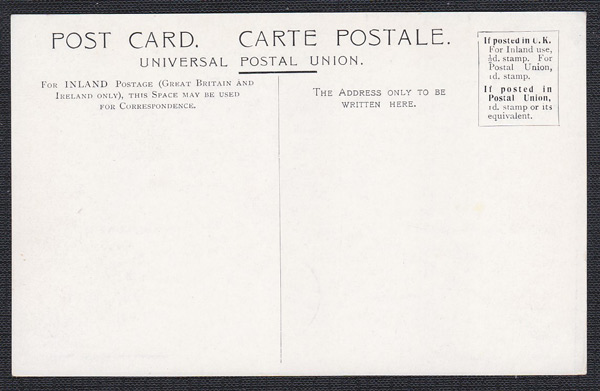 POST CARD. CARTE POSTALE.
UNIVERSAL POSTAL UNION.
FOR INLAND POSTAGE (GREAT BRITAIN AND
IRELAND ONLY), THIS SPACE MAY BE USED
FOR CORRESPONDENCE.
THE ADDRESS ONLY TO BE
WRITTEN HERE.
If posted in U.K.
For Inland use,
½d. stamp. For
Postal Union,
1d. stamp.
If posted in
Postal Union,
1d. stamp or its
equivalent.